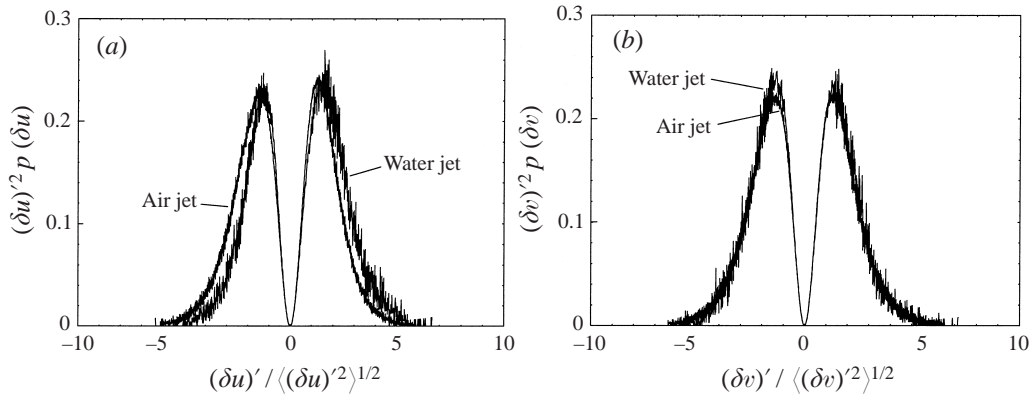 (a)
0.3
0.2
0.1
0
(δu)′² p (δu)
Air jet
Water jet
−10 −5 0 5 10
(δu)′ / ⟨(δu)′²⟩^{1/2}
(b)
0.3
0.2
0.1
0
(δv)′² p (δv)
Water jet
Air jet
−10 −5 0 5 10
(δv)′ / ⟨(δv)′²⟩^{1/2}